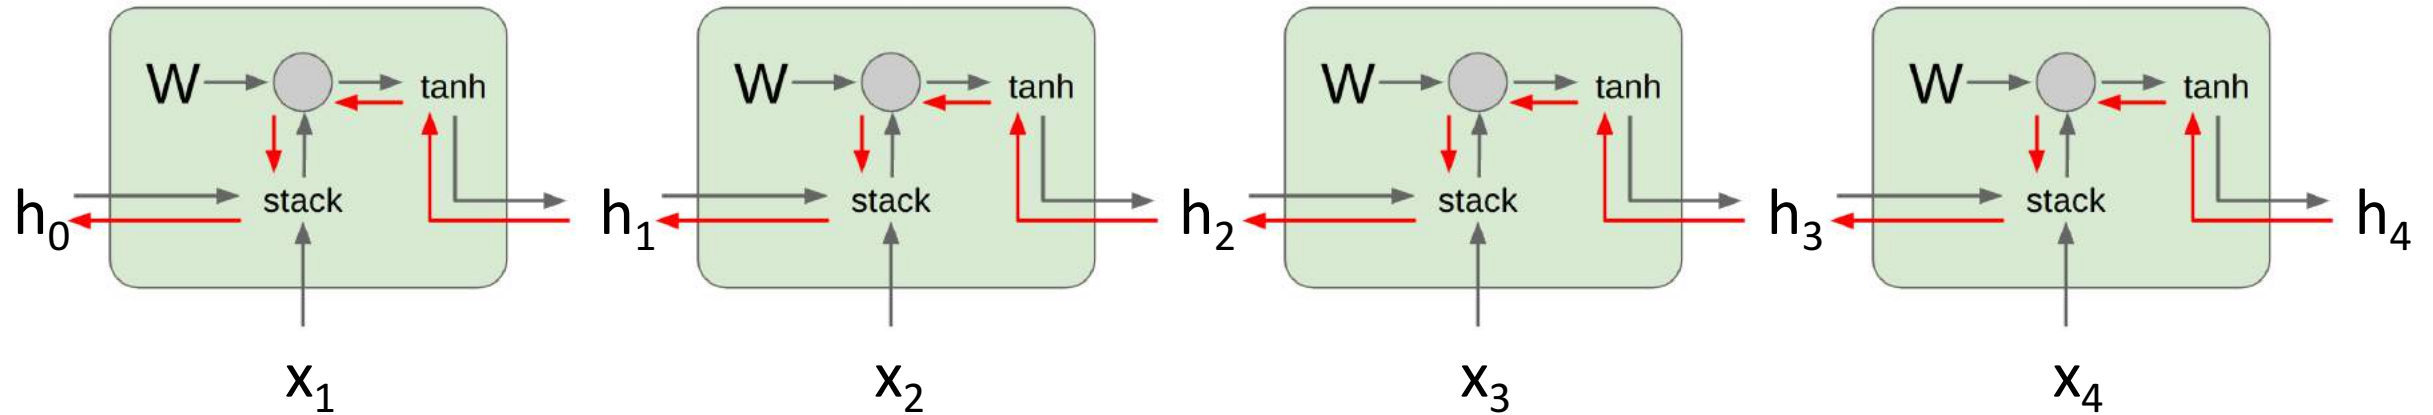 W tanh W tanh W tanh W tanh
h₀ stack h₁ stack h₂ stack h₃ stack h₄
x₁ x₂ x₃ x₄